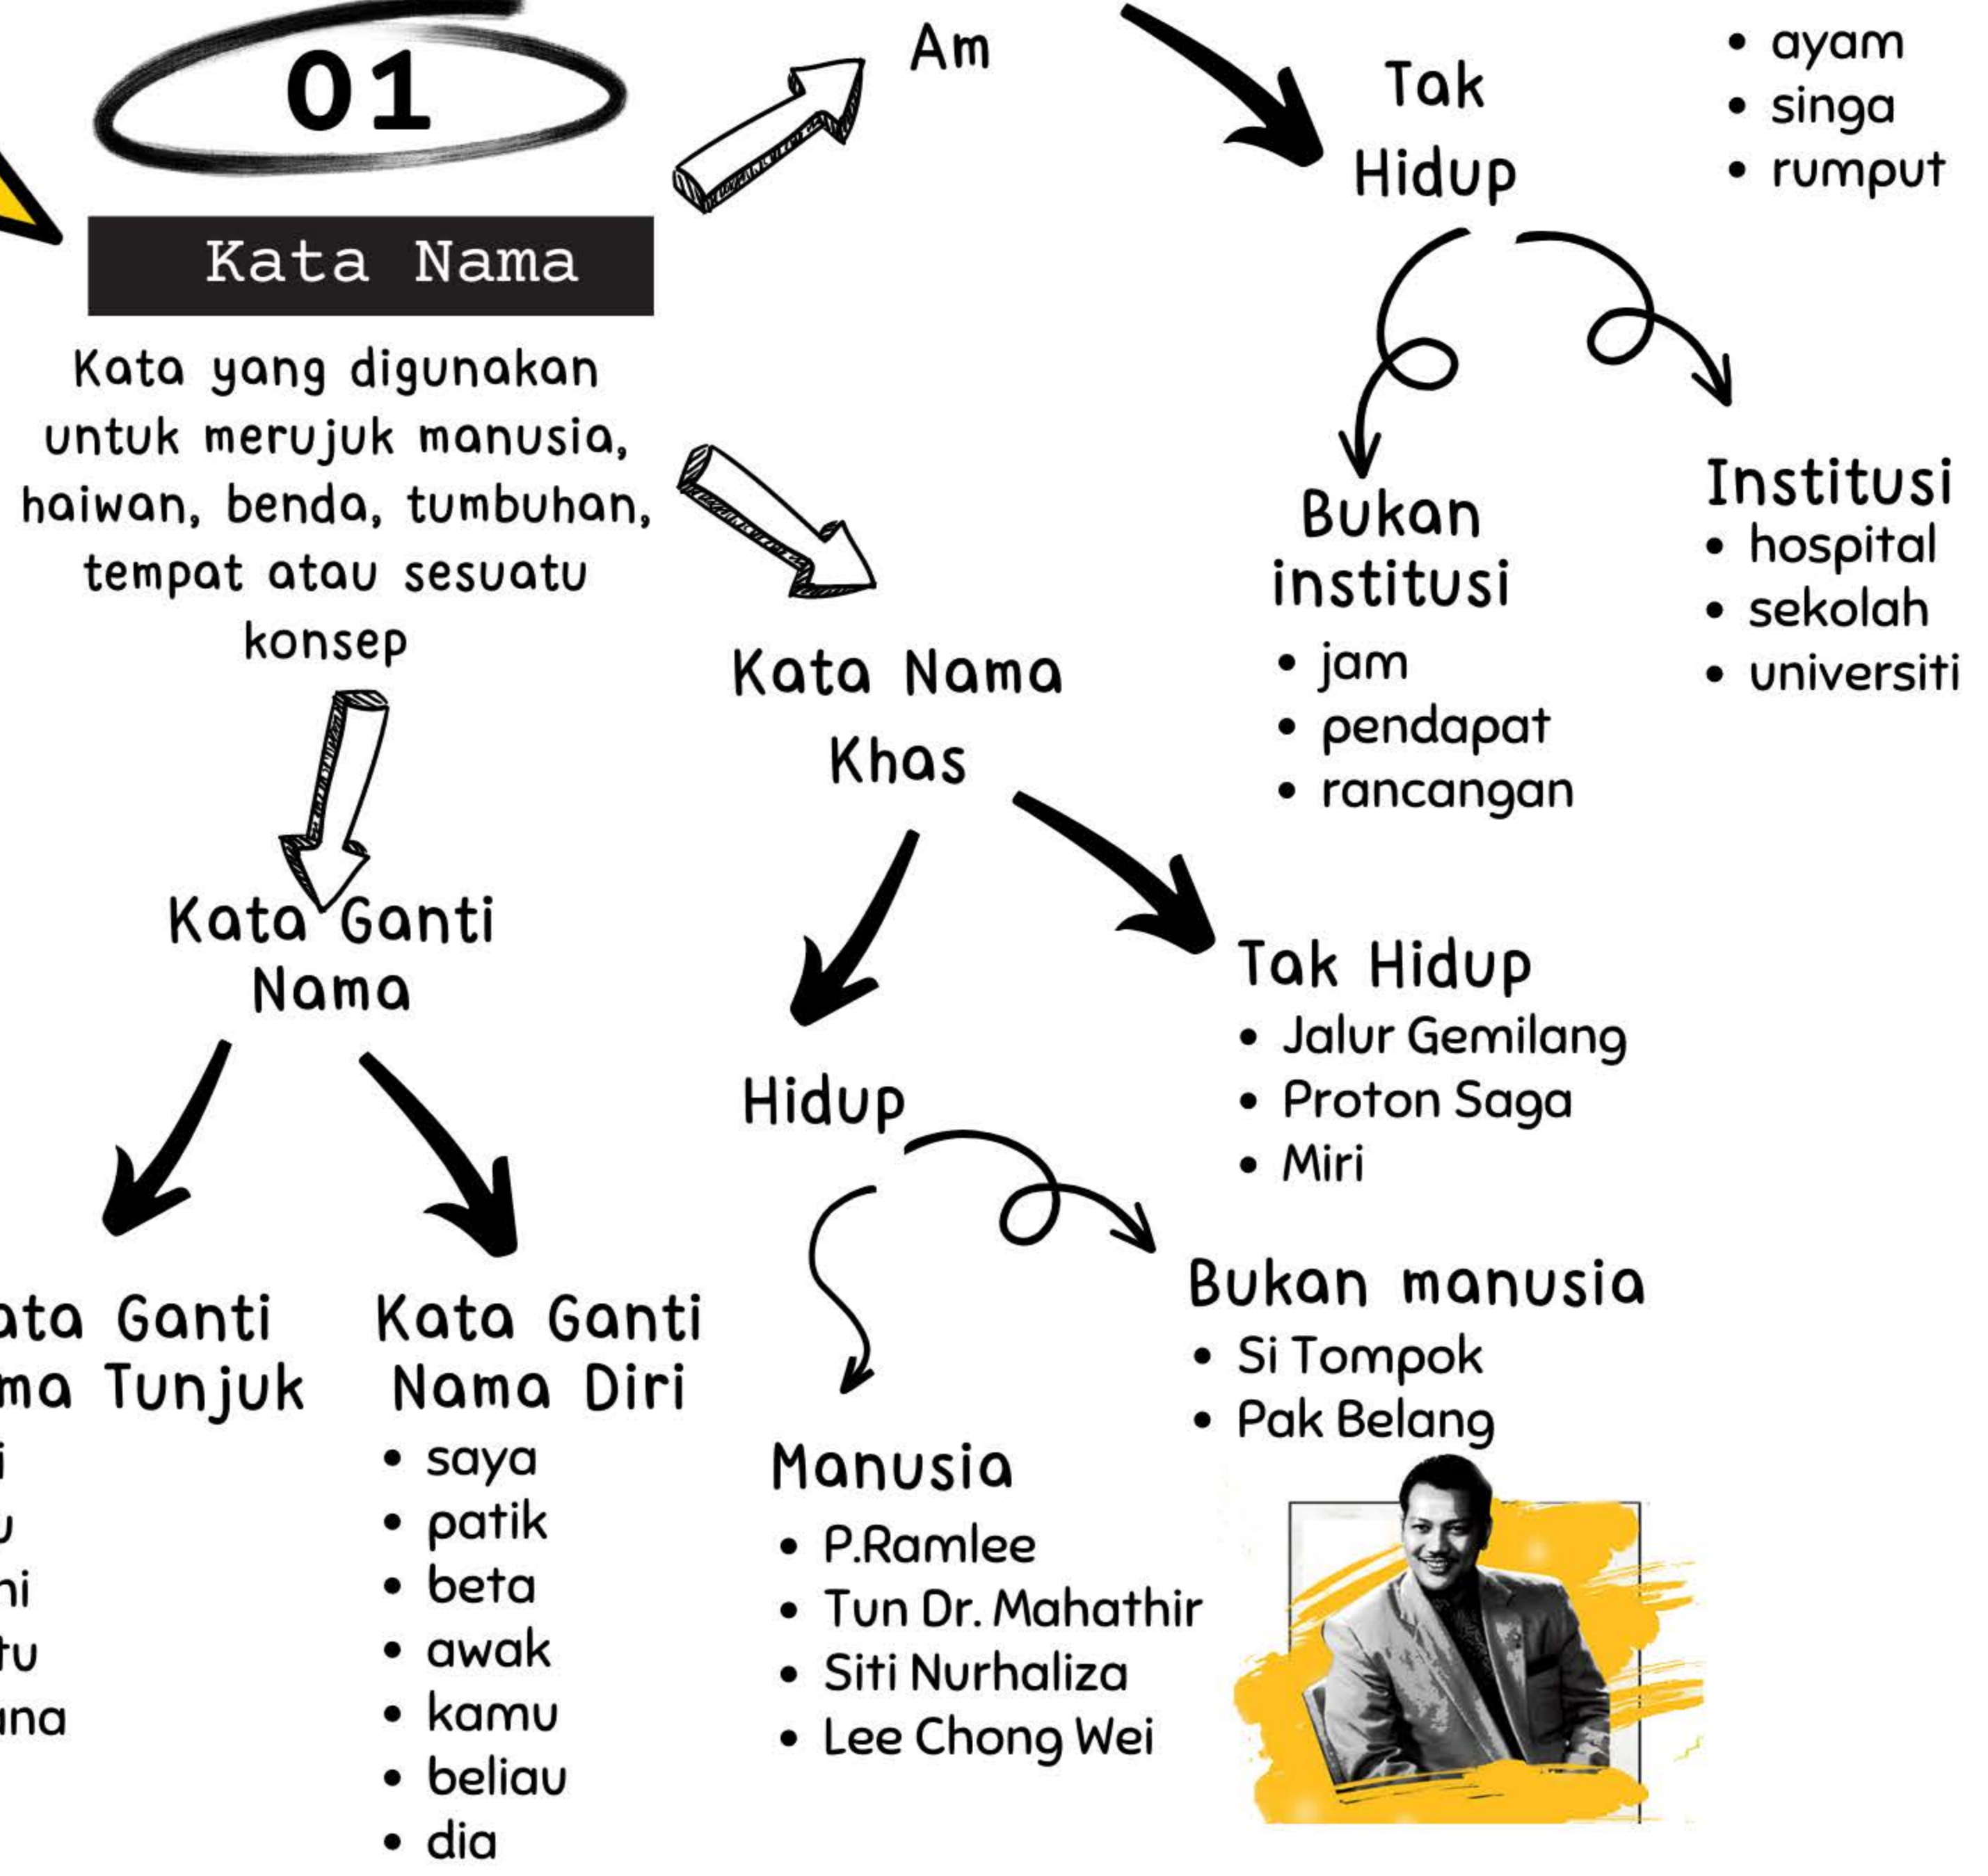 01
Kata Nama
Kata yang digunakan
untuk merujuk manusia,
haiwan, benda, tumbuhan,
tempat atau sesuatu
konsep
Am
Tak
Hidup
• ayam
• singa
• rumput
Bukan
institusi
• jam
• pendapat
• rancangan
Institusi
• hospital
• sekolah
• universiti
Kata Nama
Khas
Tak Hidup
• Jalur Gemilang
• Proton Saga
• Miri
Hidup
Bukan manusia
• Si Tompok
• Pak Belang
Manusia
• P.Ramlee
• Tun Dr. Mahathir
• Siti Nurhaliza
• Lee Chong Wei
Kata Ganti
Nama
Ganti
Tunjuk
Kata Ganti
Nama Diri
• saya
• patik
• beta
• awak
• kamu
• beliau
• dia